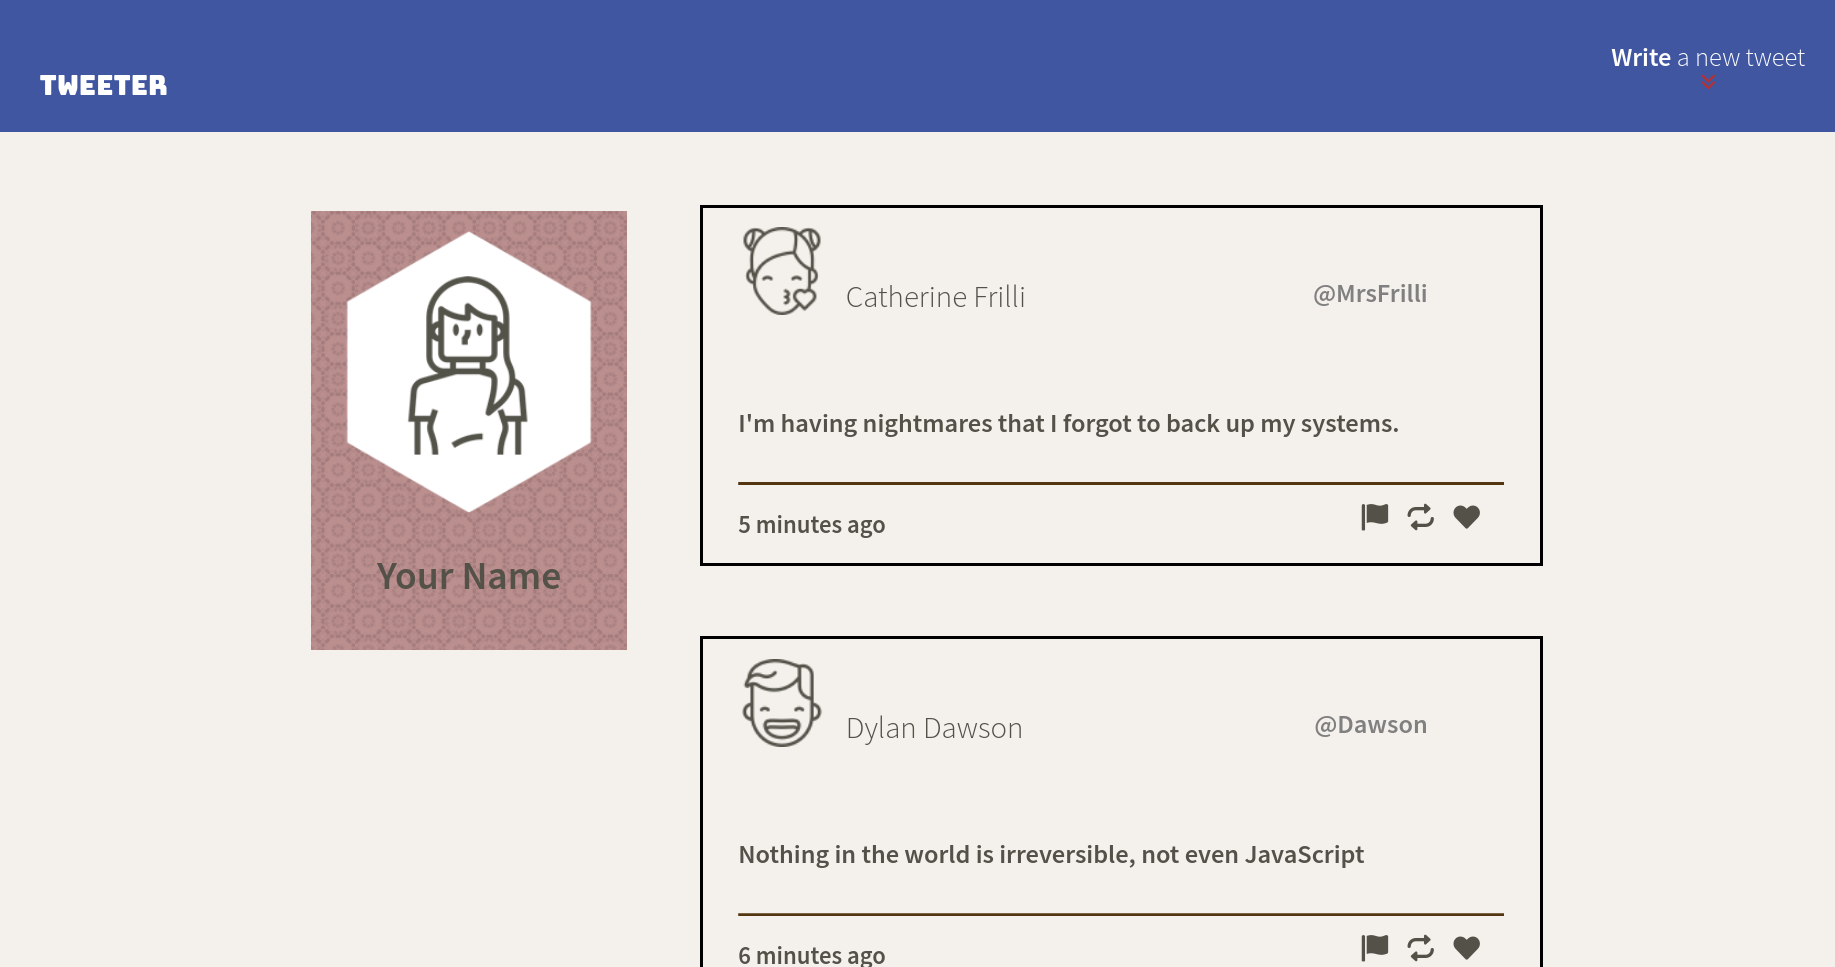 TWEETER
Write a new tweet
Your Name
Catherine Frilli
@MrsFrilli
I'm having nightmares that I forgot to back up my systems.
5 minutes ago
Dylan Dawson
@Dawson
Nothing in the world is irreversible, not even JavaScript
6 minutes ago